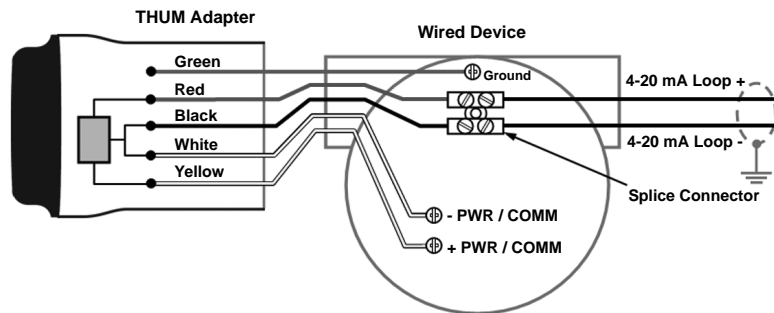 THUM Adapter
Wired Device
Green
Ground
Red
4-20 mA Loop +
Black
White
4-20 mA Loop -
Yellow
Splice Connector
- PWR / COMM
+ PWR / COMM